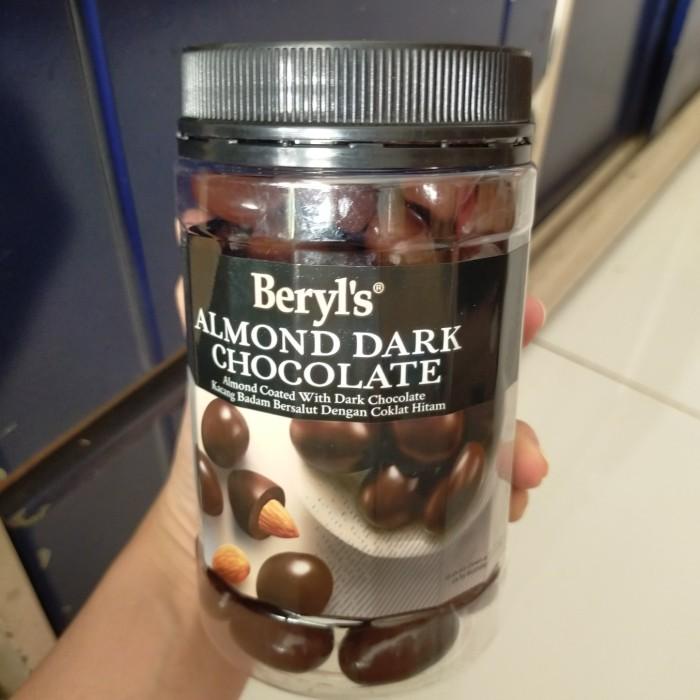 Beryl's®
ALMOND DARK
CHOCOLATE
Almond Coated With Dark Chocolate
Kacang Badam Bersalut Dengan Coklat Hitam